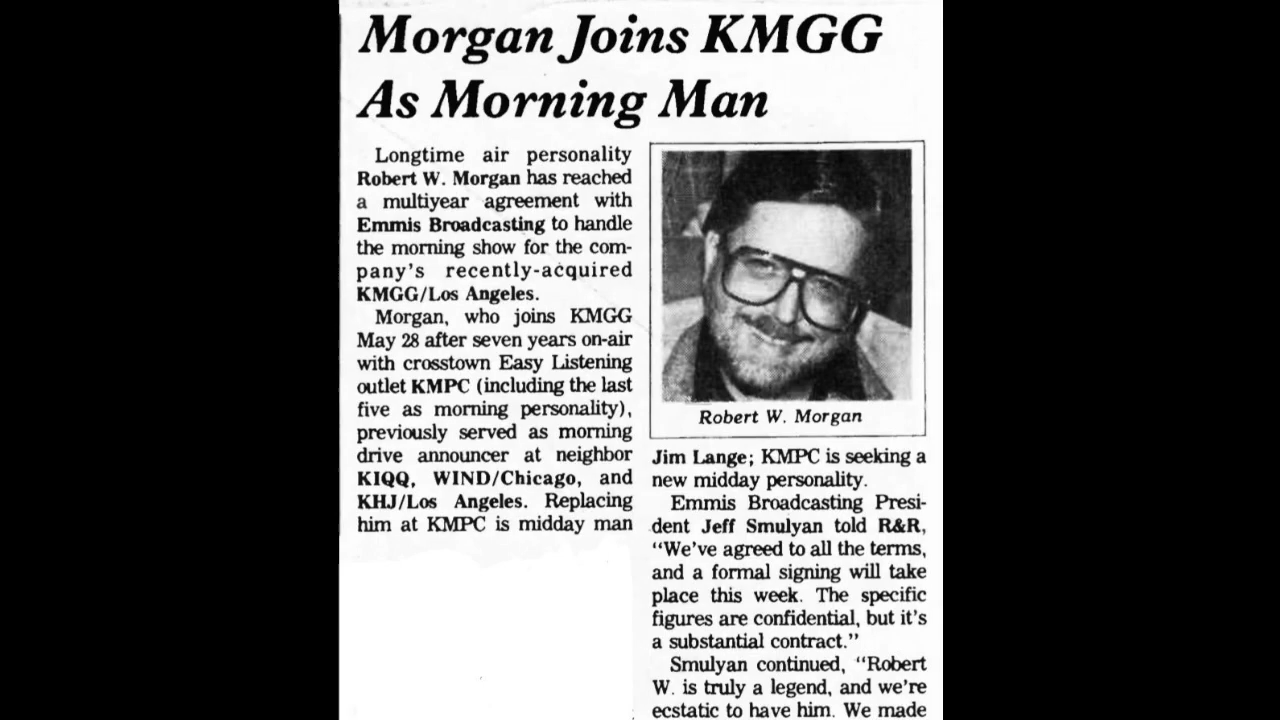 Morgan Joins KMGG
As Morning Man
Longtime air personality
Robert W. Morgan has reached
a multiyear agreement with
Emmis Broadcasting to handle
the morning show for the com-
pany's recently-acquired
KMGG/Los Angeles.
Morgan, who joins KMGG
May 28 after seven years on-air
with crosstown Easy Listening
outlet KMPC (including the last
five as morning personality),
previously served as morning
drive announcer at neighbor
KIQQ, WIND/Chicago, and
KHJ/Los Angeles. Replacing
him at KMPC is midday man
Robert W. Morgan
Jim Lange; KMPC is seeking a
new midday personality.
Emmis Broadcasting Presi-
dent Jeff Smulyan told R&R,
"We've agreed to all the terms,
and a formal signing will take
place this week. The specific
figures are confidential, but it's
a substantial contract."
Smulyan continued, "Robert
W. is truly a legend, and we're
ecstatic to have him. We made